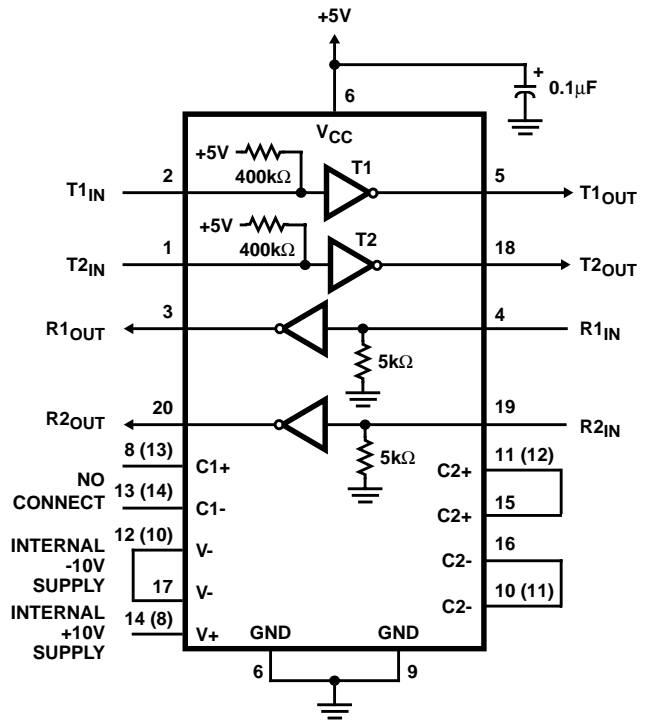 +5V
+
0.1μF
6
VCC
+5V
400kΩ
T1
T1IN
2
5
T1OUT
+5V
400kΩ
T2
T2IN
1
18
T2OUT
R1OUT
3
4
R1IN
5kΩ
R2OUT
20
19
R2IN
5kΩ
8 (13)
C1+
NO
CONNECT
13 (14)
C1-
12 (10)
V-
INTERNAL
-10V
SUPPLY
17
V-
INTERNAL
+10V
SUPPLY
14 (8)
V+
C2+
11 (12)
C2+
15
C2-
16
C2-
10 (11)
GND
GND
6
9